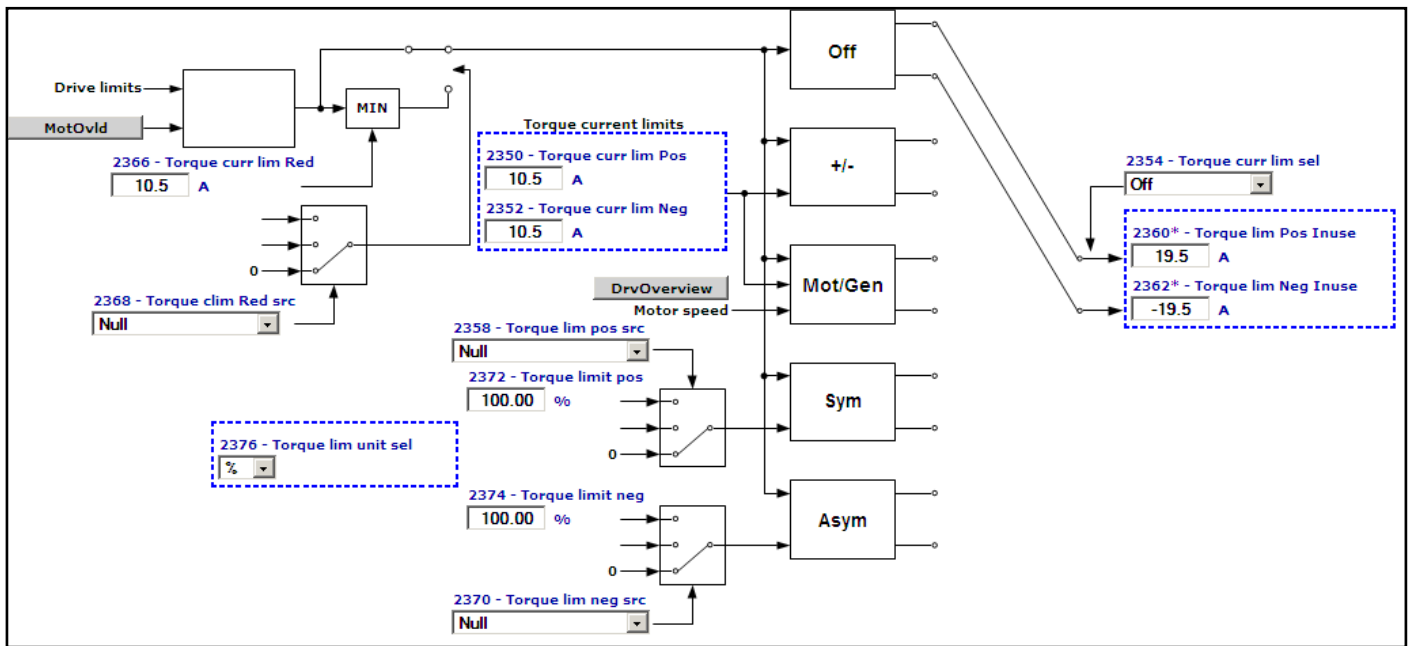 Drive limits
MotOvld
MIN
2366 - Torque curr lim Red
10.5 A
0
2368 - Torque clim Red src
Null
Torque current limits
2350 - Torque curr lim Pos
10.5 A
2352 - Torque curr lim Neg
10.5 A
DrvOverview
Motor speed
2358 - Torque lim pos src
Null
2372 - Torque limit pos
100.00 %
0
2376 - Torque lim unit sel
%
2374 - Torque limit neg
100.00 %
0
2370 - Torque lim neg src
Null
Off
+/-
Mot/Gen
Sym
Asym
2354 - Torque curr lim sel
Off
2360* - Torque lim Pos Inuse
19.5 A
2362* - Torque lim Neg Inuse
-19.5 A